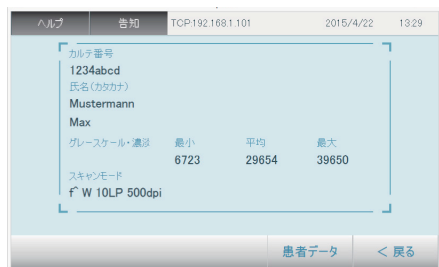 ヘルプ 告知 TCP:192.168.1.101 2015/4/22 13:29
カルテ番号
1234abcd
氏名(カタカナ)
Mustermann
Max
グレースケール・濃淡 最小 平均 最大
6723 29654 39650
スキャンモード
f^ W 10LP 500dpi
患者データ < 戻る